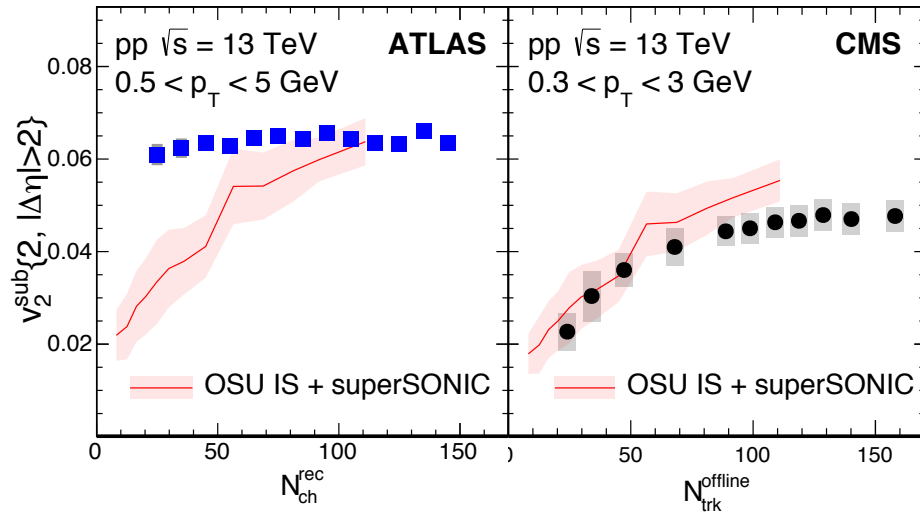 pp √s = 13 TeV ATLAS
0.5 < p_T < 5 GeV
pp √s = 13 TeV CMS
0.3 < p_T < 3 GeV
v_2^sub{2, |Δη|>2}
0.08
0.06
0.04
0.02
OSU IS + superSONIC
OSU IS + superSONIC
0 50 100 150
0 50 100 150
N_ch^rec
N_trk^offline